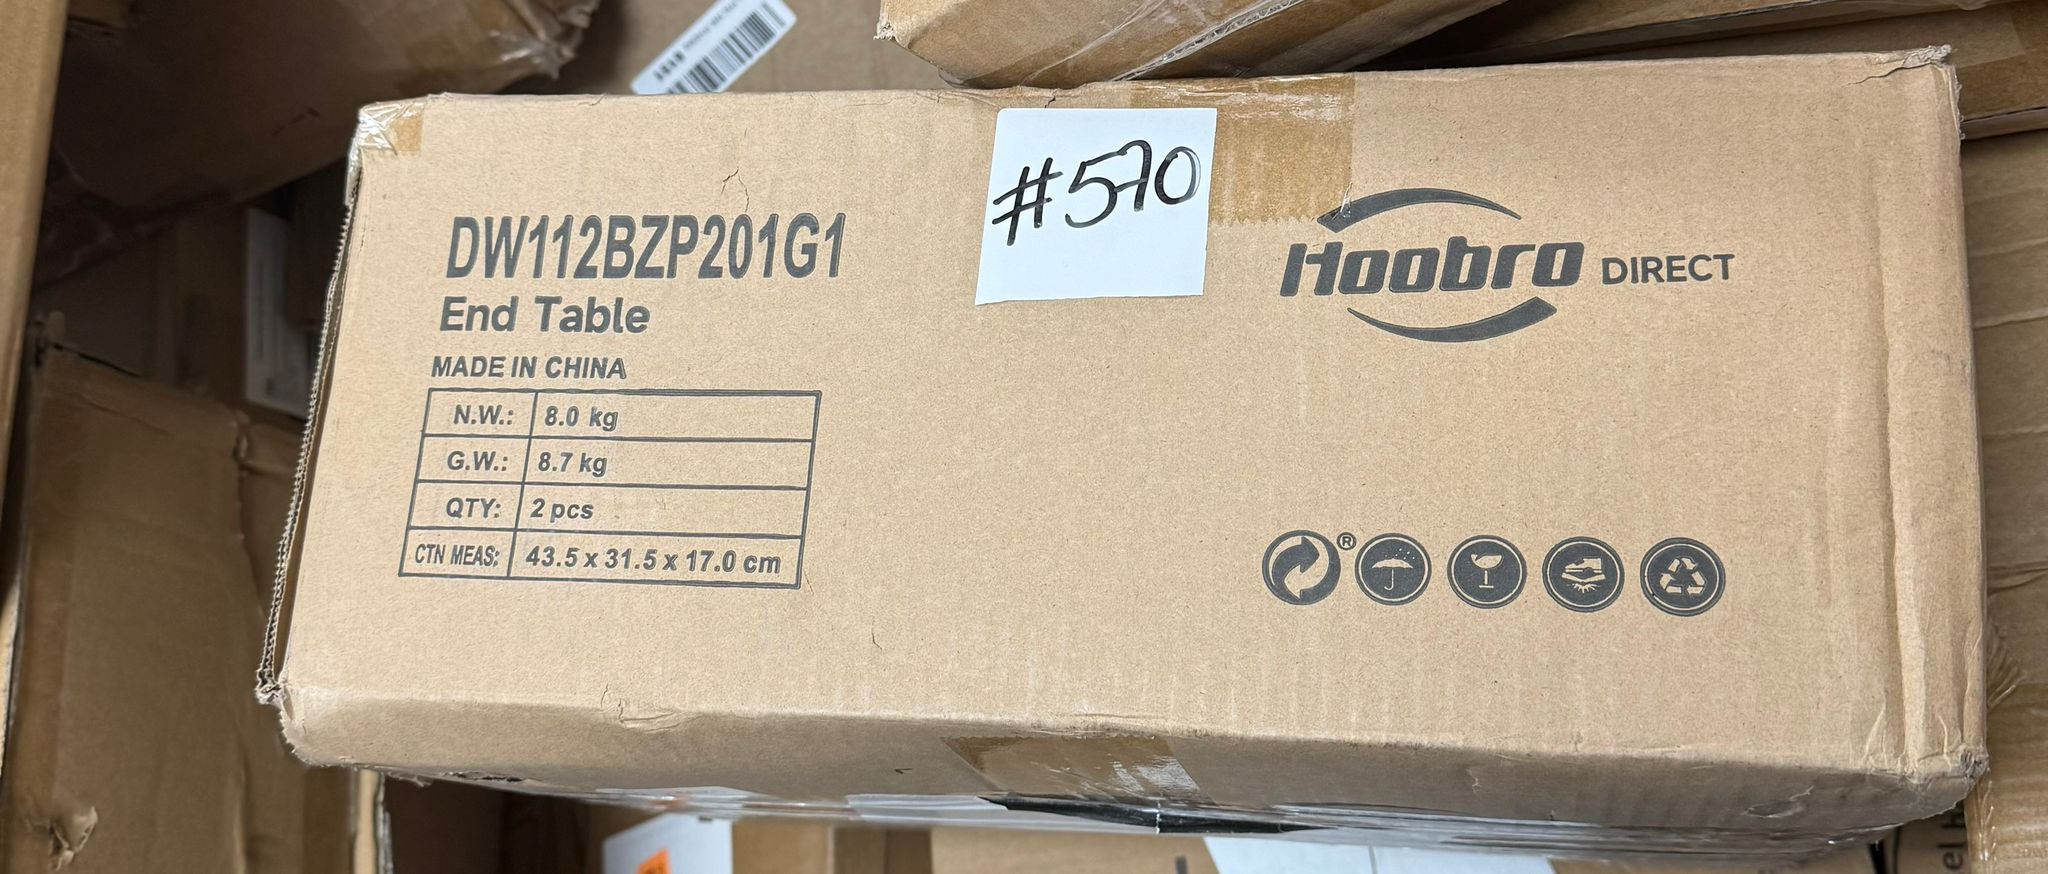 #570
DW112BZP201G1
End Table
MADE IN CHINA
N.W.: 8.0 kg
G.W.: 8.7 kg
QTY: 2 pcs
CTN MEAS: 43.5 x 31.5 x 17.0 cm
Hoobro DIRECT
®